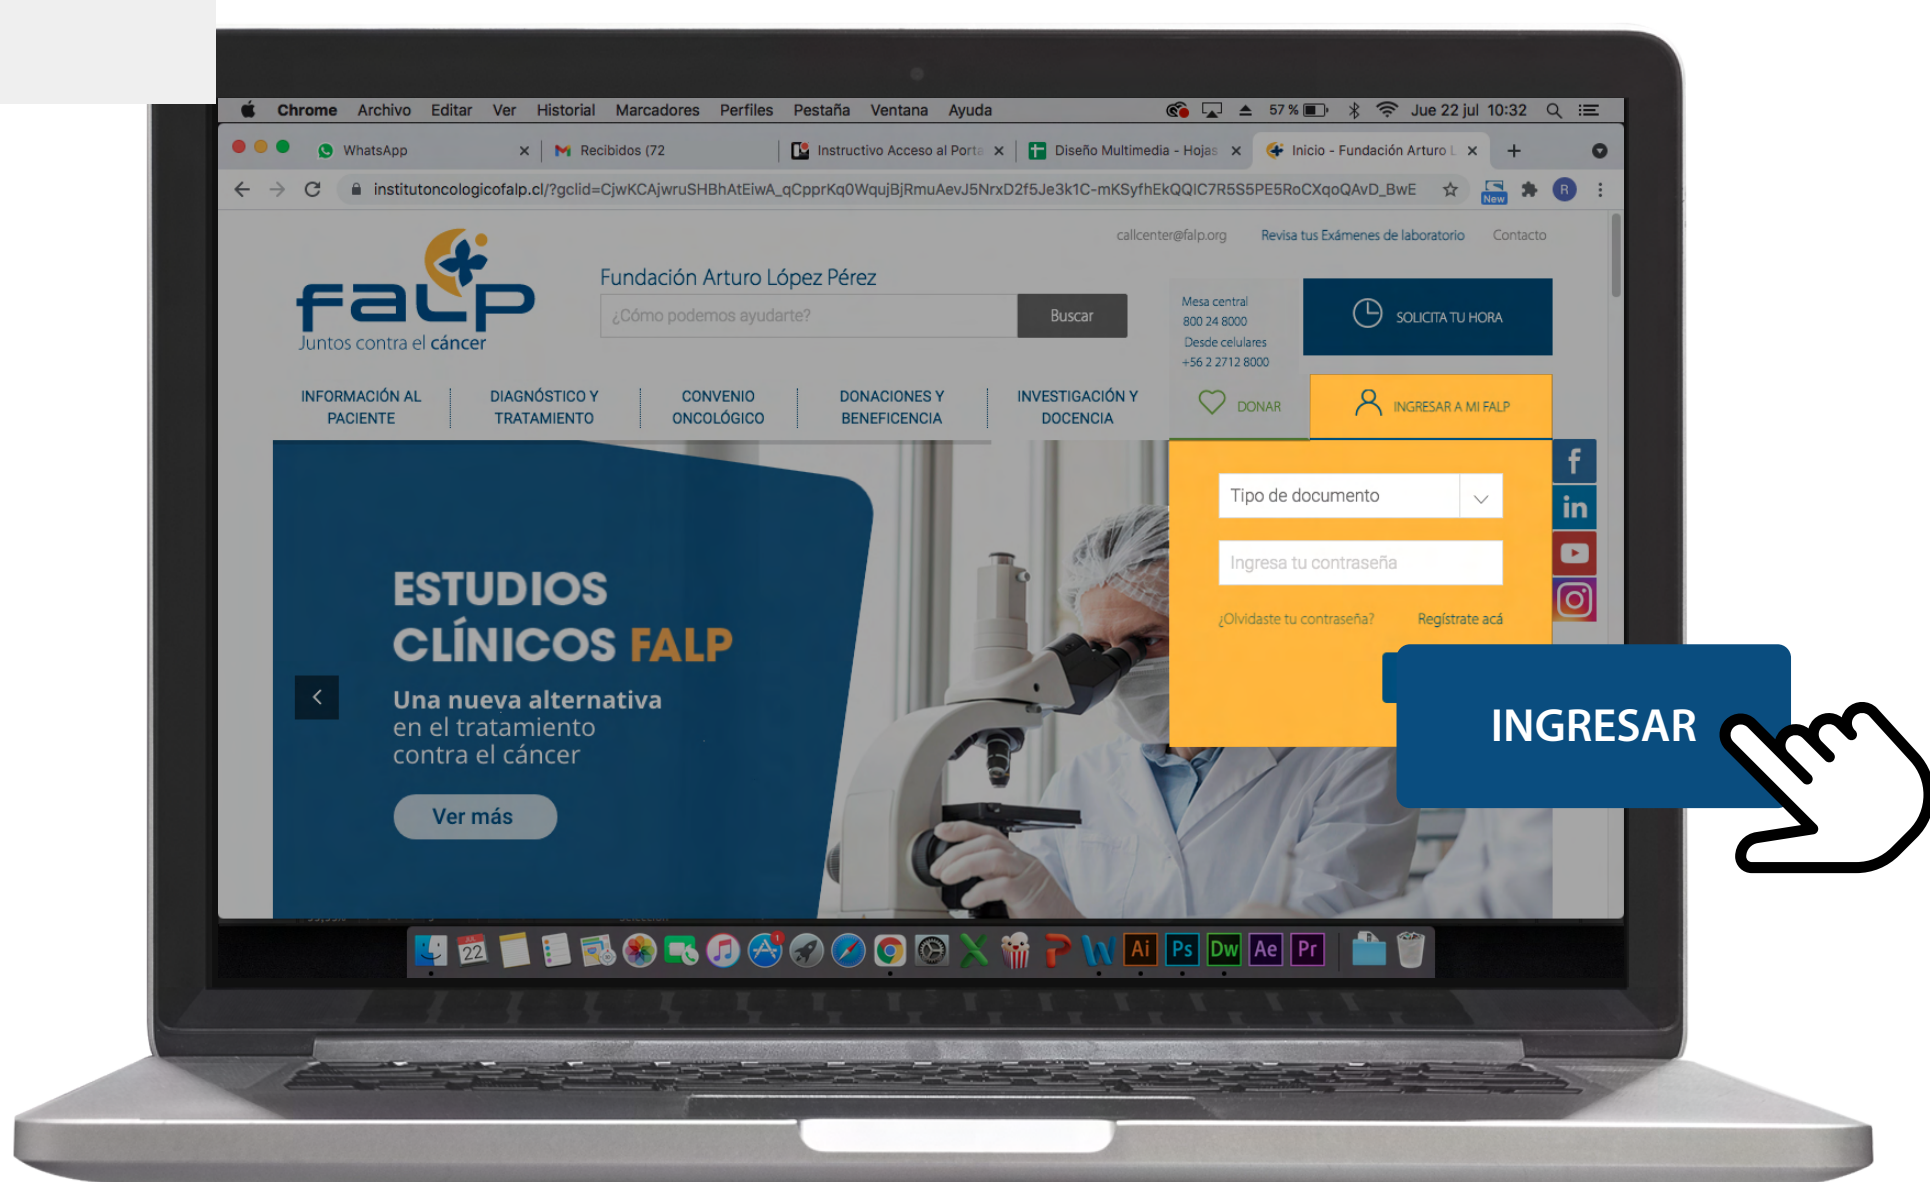 Chrome Archivo Editar Ver Historial Marcadores Perfiles Pestaña Ventana Ayuda 57 % Jue 22 jul 10:32
WhatsApp Recibidos (72 Instructivo Acceso al Porta Diseño Multimedia - Hojas Inicio - Fundación Arturo L
institutoncologicofalp.cl/?gclid=CjwKCAjwruSHBhAtEiwA_qCpprKq0WqujBjRmuAevJ5NrxD2f5Je3k1C-mKSyfhEkQQIC7R5S5PE5RoCXqoQAvD_BwE New R
callcenter@falp.org Revisa tus Exámenes de laboratorio Contacto
falp
Juntos contra el cáncer
Fundación Arturo López Pérez
¿Cómo podemos ayudarte? Buscar
Mesa central
800 24 8000
Desde celulares
+56 2 2712 8000
SOLICITA TU HORA
INFORMACIÓN AL PACIENTE
DIAGNÓSTICO Y TRATAMIENTO
CONVENIO ONCOLÓGICO
DONACIONES Y BENEFICENCIA
INVESTIGACIÓN Y DOCENCIA
DONAR
INGRESAR A MI FALP
Tipo de documento
Ingresa tu contraseña
¿Olvidaste tu contraseña? Regístrate acá
INGRESAR
f
in
ESTUDIOS
CLÍNICOS FALP
Una nueva alternativa
en el tratamiento
contra el cáncer
Ver más
JUL 22 1 Ai Ps Dw Ae Pr